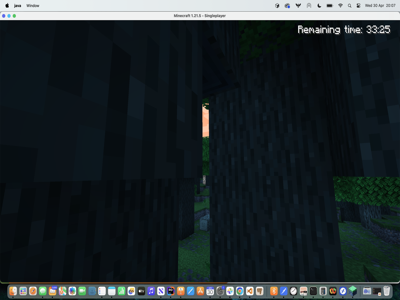 java Window
Wed 30 Apr 20:07
Minecraft 1.21.5 - Singleplayer
Remaining time: 33:25